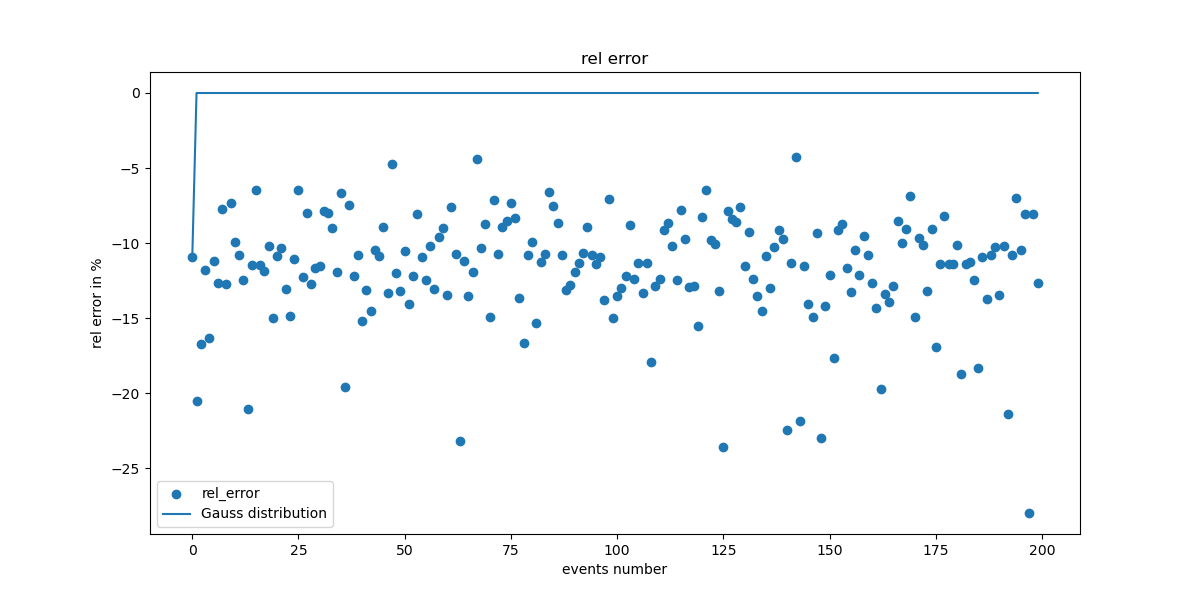 rel error
0
−5
−10
−15
−20
−25
rel error in %
rel_error
Gauss distribution
0 25 50 75 100 125 150 175 200
events number